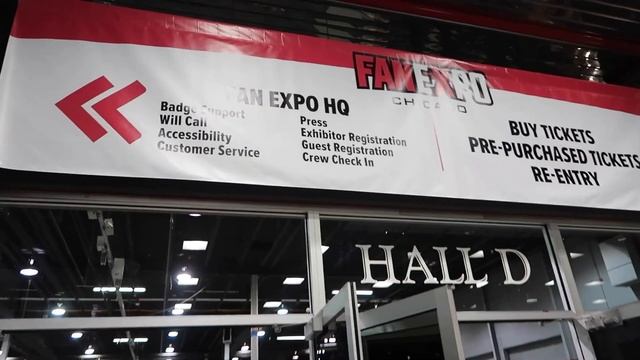 FAN EXPO
CHICAGO
FAN EXPO HQ
Badge Support
Will Call
Accessibility
Customer Service
Press
Exhibitor Registration
Guest Registration
Crew Check In
BUY TICKETS
PRE-PURCHASED TICKETS
RE-ENTRY
HALL D